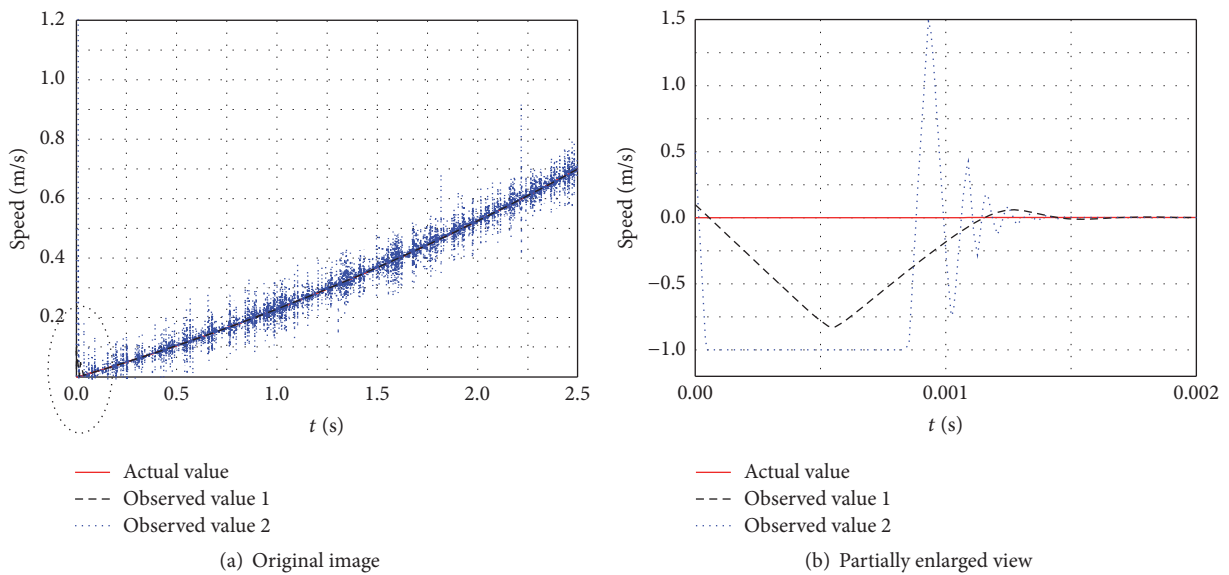 1.2
1.0
0.8
0.6
0.4
0.2
Speed (m/s)
0.0 0.5 1.0 1.5 2.0 2.5
t (s)
Actual value
Observed value 1
Observed value 2
(a) Original image
1.5
1.0
0.5
0.0
−0.5
−1.0
Speed (m/s)
0.00 0.001 0.002
t (s)
Actual value
Observed value 1
Observed value 2
(b) Partially enlarged view